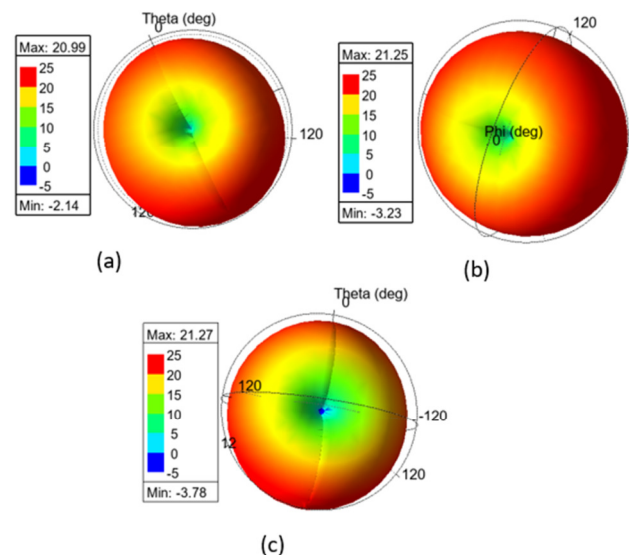 Theta (deg)
0
Max: 20.99
25
20
15
10
5
0
-5
Min: -2.14
120
120
(a)
120
Max: 21.25
25
20
15
10
5
0
-5
Min: -3.23
Phi (deg)
0
(b)
Theta (deg)
0
Max: 21.27
25
20
15
10
5
0
-5
Min: -3.78
120
-120
12
120
(c)